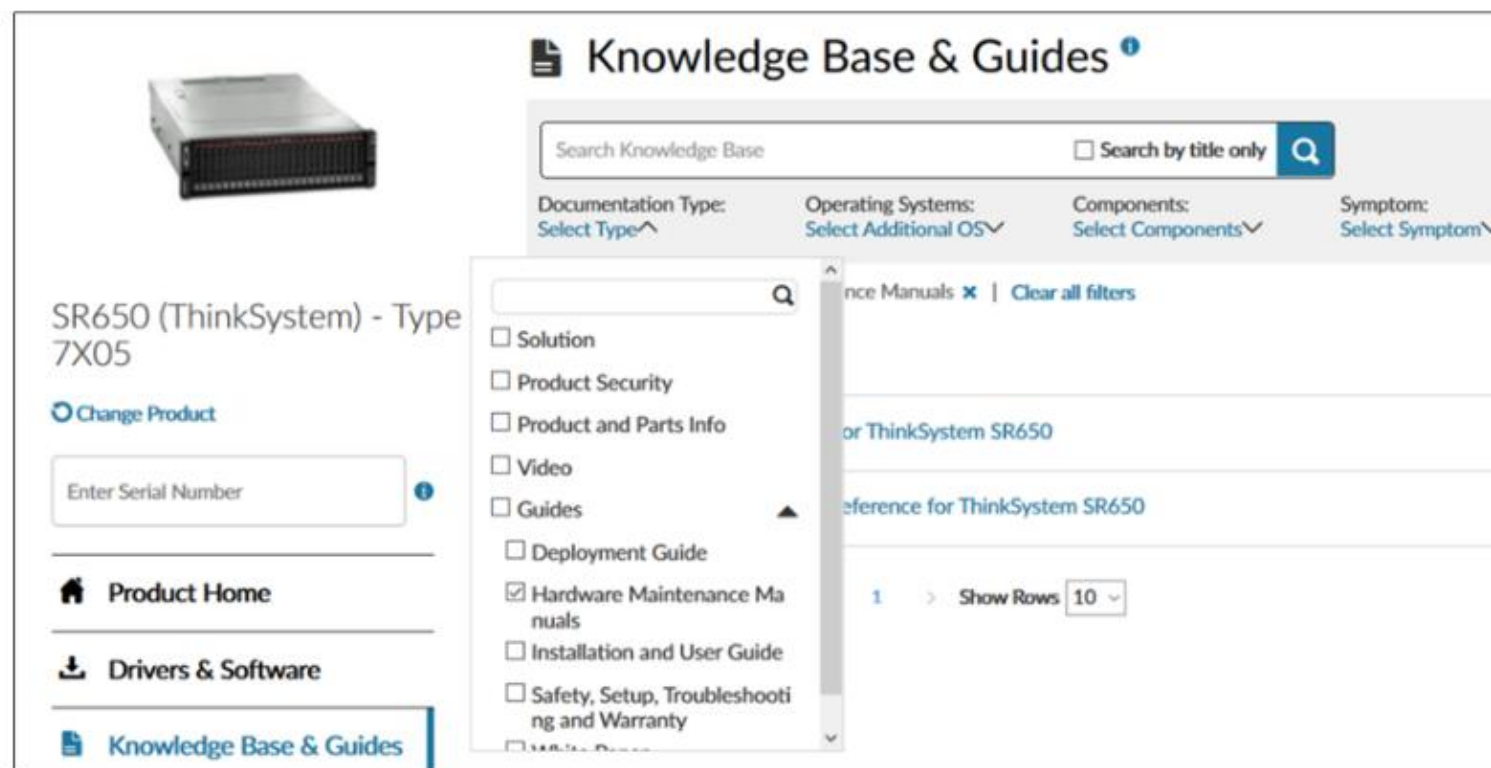 Knowledge Base & Guides
Search Knowledge Base
Search by title only
Documentation Type:
Select Type
Operating Systems:
Select Additional OS
Components:
Select Components
Symptom:
Select Symptom
nce Manuals × | Clear all filters
SR650 (ThinkSystem) - Type
7X05
Change Product
Enter Serial Number
Product Home
Drivers & Software
Knowledge Base & Guides
Solution
Product Security
Product and Parts Info
Video
Guides
Deployment Guide
Hardware Maintenance Ma
nuals
Installation and User Guide
Safety, Setup, Troubleshooti
ng and Warranty
or ThinkSystem SR650
eference for ThinkSystem SR650
1 > Show Rows 10